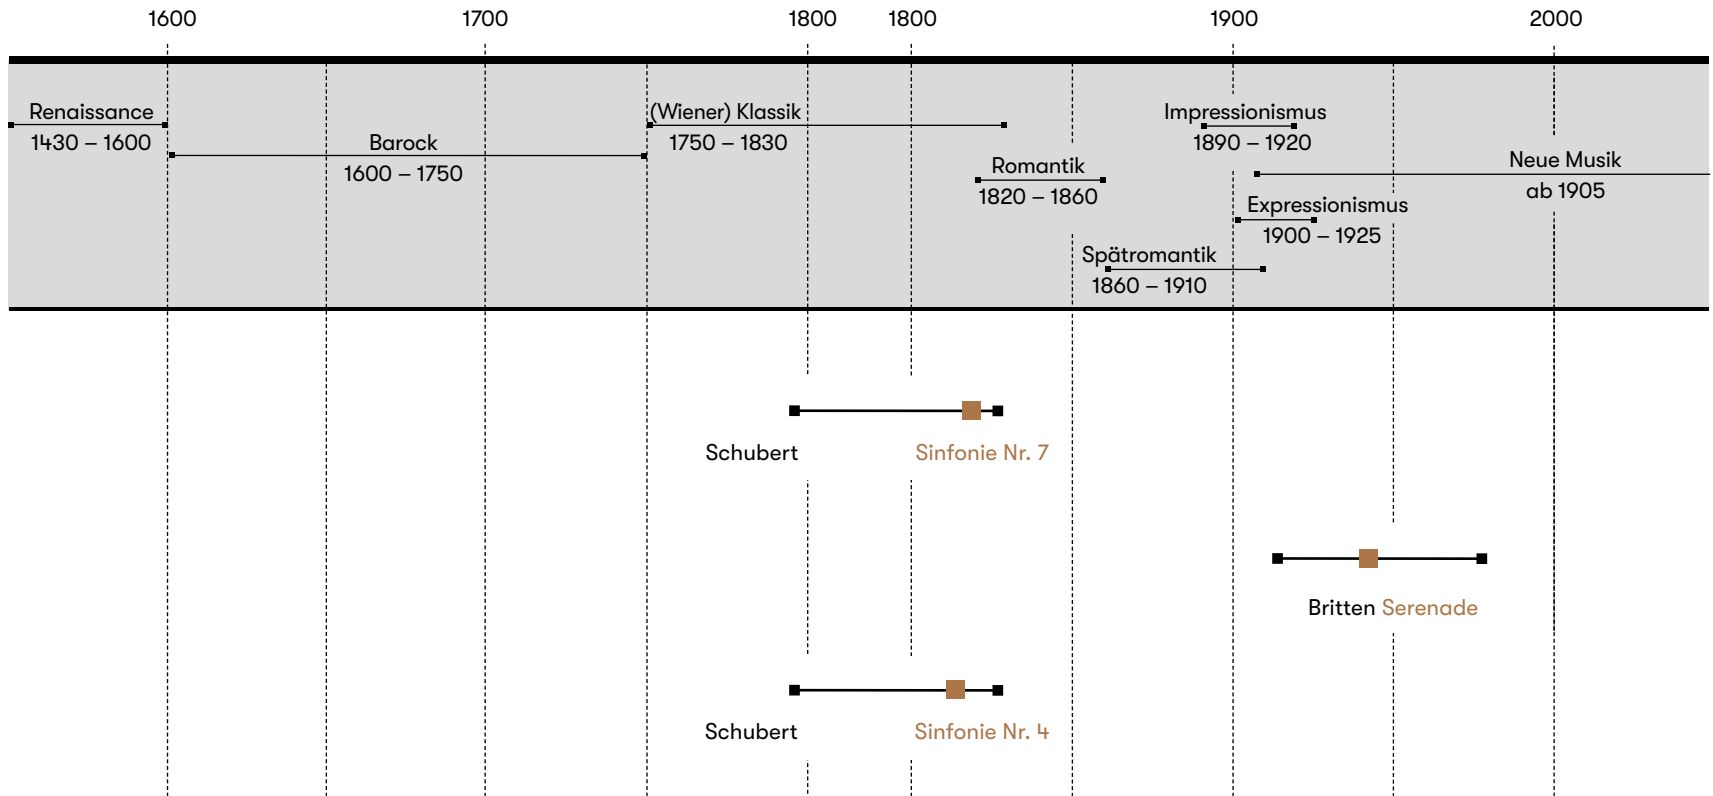 1600 1700 1800 1800 1900 2000
Renaissance
1430 – 1600
Barock
1600 – 1750
(Wiener) Klassik
1750 – 1830
Romantik
1820 – 1860
Impressionismus
1890 – 1920
Neue Musik
ab 1905
Expressionismus
1900 – 1925
Spätromantik
1860 – 1910
Schubert Sinfonie Nr. 7
Britten Serenade
Schubert Sinfonie Nr. 4